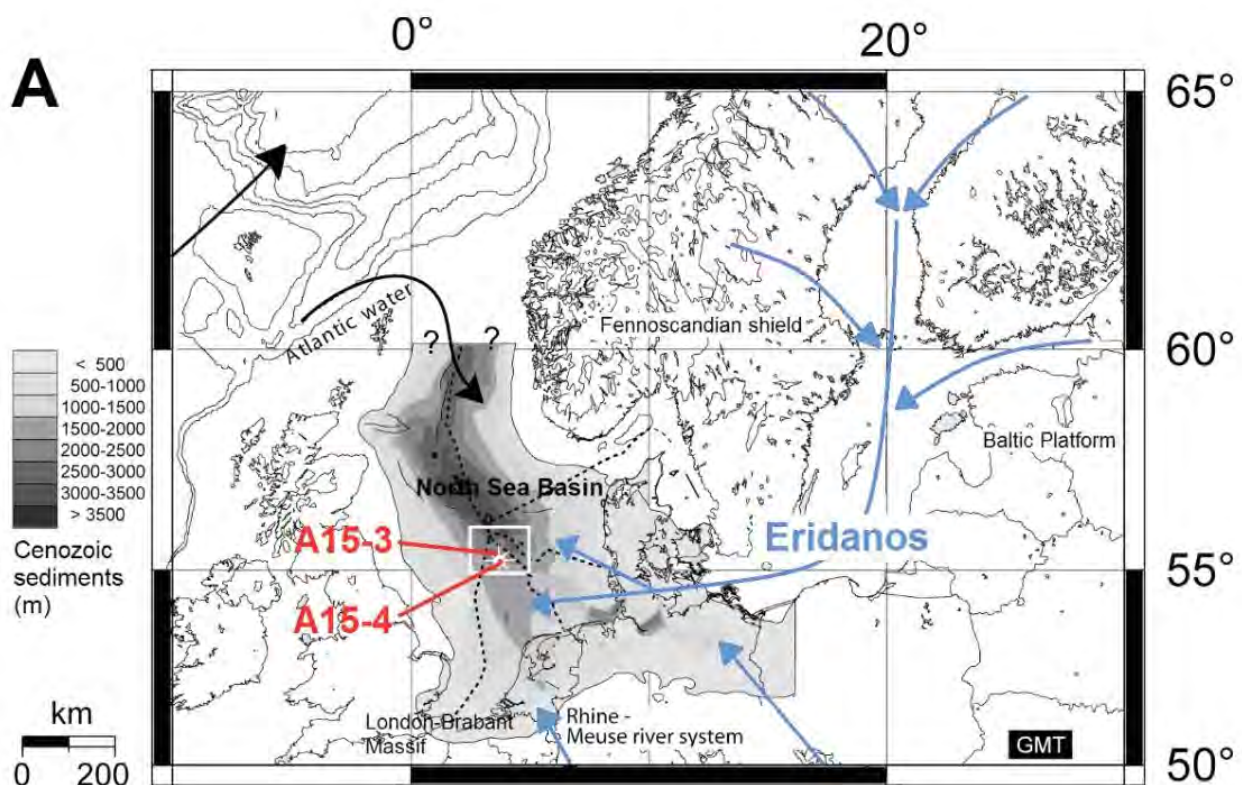 A
0°
20°
65°
Atlantic water
?
?
Fennoscandian shield
60°
< 500
500-1000
1000-1500
1500-2000
2000-2500
2500-3000
3000-3500
> 3500
Cenozoic
sediments
(m)
Baltic Platform
North Sea Basin
A15-3
Eridanos
55°
A15-4
km
0
200
London-Brabant
Massif
Rhine -
Meuse river system
GMT
50°